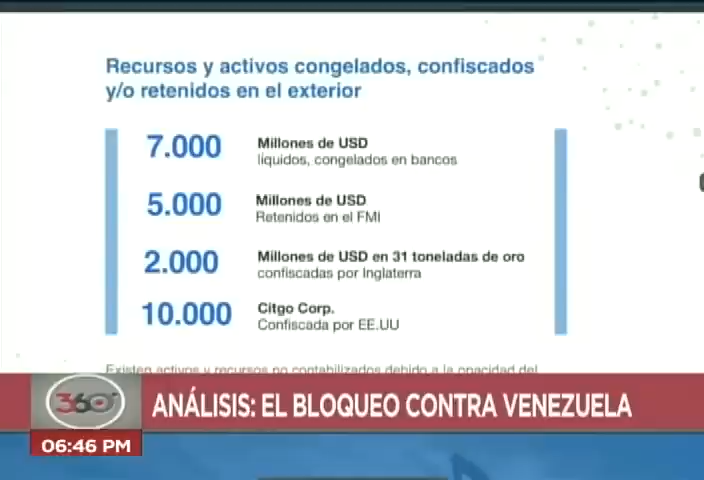 Recursos y activos congelados, confiscados
y/o retenidos en el exterior
7.000
Millones de USD
líquidos, congelados en bancos
5.000
Millones de USD
Retenidos en el FMI
2.000
Millones de USD en 31 toneladas de oro
confiscadas por Inglaterra
10.000
Citgo Corp.
Confiscada por EE.UU
Existen activos y recursos no contabilizados debido a la opacidad del
360°
ANÁLISIS: EL BLOQUEO CONTRA VENEZUELA
06:46 PM